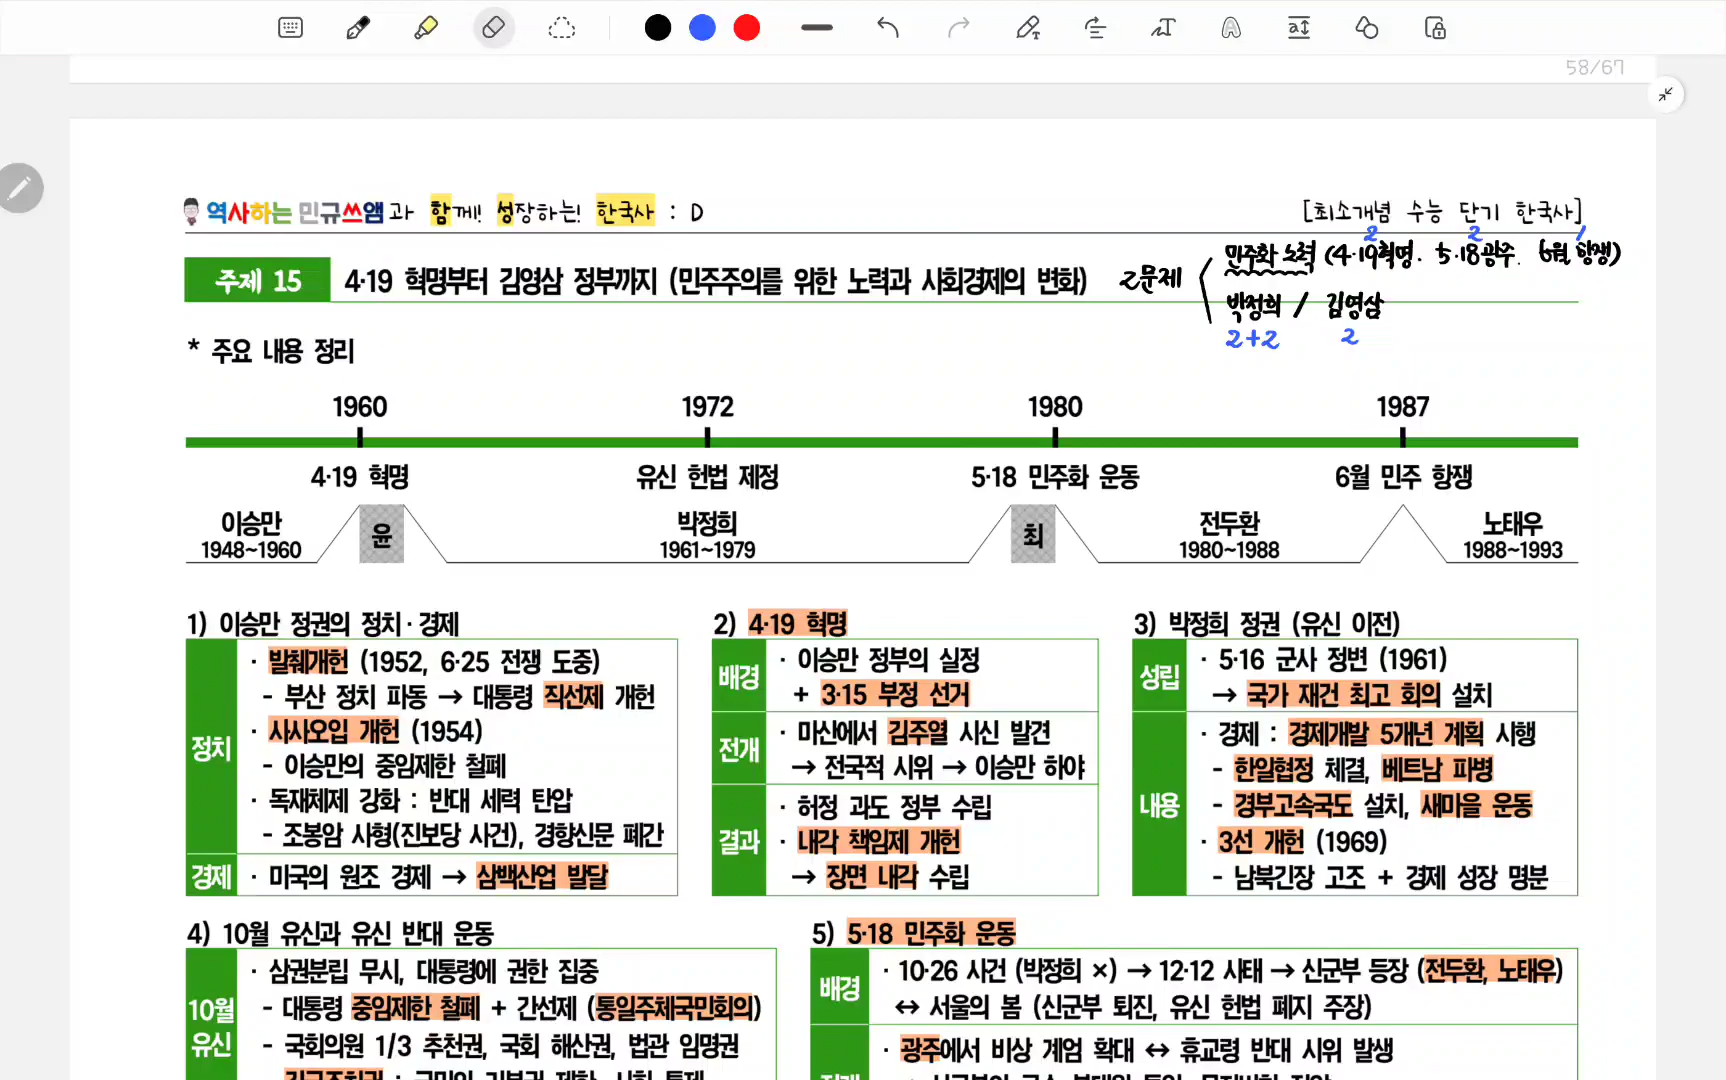 58/67
역사하는 민규쓰앰과 함께! 성장하는! 한국사 : D
[최소개념 수능 단기 한국사]
주제 15
4·19 혁명부터 김영삼 정부까지 (민주주의를 위한 노력과 사회경제의 변화)
2문제
2 2 1
민주화 노력 (4·19혁명. 5·18광주. 6월 항쟁)
박정희 / 김영삼
2+2 2
* 주요 내용 정리
1960 1972 1980 1987
4·19 혁명 유신 헌법 제정 5·18 민주화 운동 6월 민주 항쟁
이승만 윤 박정희 최 전두환 노태우
1948~1960 1961~1979 1980~1988 1988~1993
1) 이승만 정권의 정치·경제
정치
· 발췌개헌 (1952, 6·25 전쟁 도중)
- 부산 정치 파동 → 대통령 직선제 개헌
· 사사오입 개헌 (1954)
- 이승만의 중임제한 철폐
· 독재체제 강화 : 반대 세력 탄압
- 조봉암 사형(진보당 사건), 경향신문 폐간
경제
· 미국의 원조 경제 → 삼백산업 발달
2) 4·19 혁명
배경
· 이승만 정부의 실정
+ 3·15 부정 선거
전개
· 마산에서 김주열 시신 발견
→ 전국적 시위 → 이승만 하야
결과
· 허정 과도 정부 수립
· 내각 책임제 개헌
→ 장면 내각 수립
3) 박정희 정권 (유신 이전)
성립
· 5·16 군사 정변 (1961)
→ 국가 재건 최고 회의 설치
내용
· 경제 : 경제개발 5개년 계획 시행
- 한일협정 체결, 베트남 파병
- 경부고속국도 설치, 새마을 운동
· 3선 개헌 (1969)
- 남북긴장 고조 + 경제 성장 명분
4) 10월 유신과 유신 반대 운동
10월
유신
· 삼권분립 무시, 대통령에 권한 집중
- 대통령 중임제한 철폐 + 간선제 (통일주체국민회의)
- 국회의원 1/3 추천권, 국회 해산권, 법관 임명권
5) 5·18 민주화 운동
배경
· 10·26 사건 (박정희 ×) → 12·12 사태 → 신군부 등장 (전두환, 노태우)
↔ 서울의 봄 (신군부 퇴진, 유신 헌법 폐지 주장)
· 광주에서 비상 계엄 확대 ↔ 휴교령 반대 시위 발생